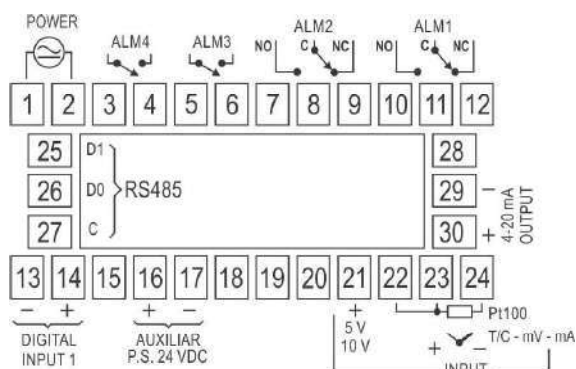 POWER
ALM4
ALM3
ALM2
ALM1
NO C NC NO C NC
1 2 3 4 5 6 7 8 9 10 11 12
25 D1 28
26 D0 RS485 29 −
27 C 30 +
4-20 mA
OUTPUT
13 14 15 16 17 18 19 20 21 22 23 24
− + + − +
DIGITAL
INPUT 1
AUXILIAR
P.S. 24 VDC
5 V
10 V
Pt100
+ − T/C - mV - mA
INPUT